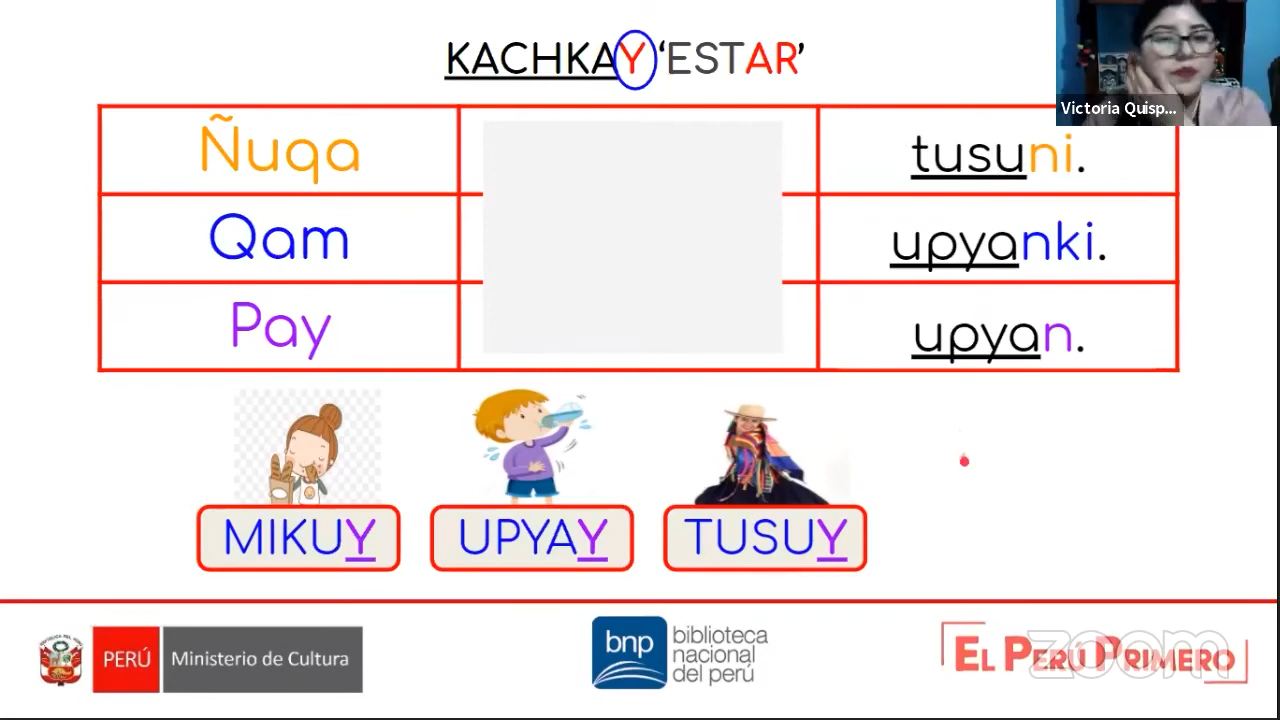 KACHKAY ‘ESTAR’
Victoria Quisp...
Ñuqa tusuni.
Qam upyanki.
Pay upyan.
MIKUY UPYAY TUSUY
PERÚ Ministerio de Cultura
bnp biblioteca
nacional
del perú
EL PERÚ PRIMERO
zoom